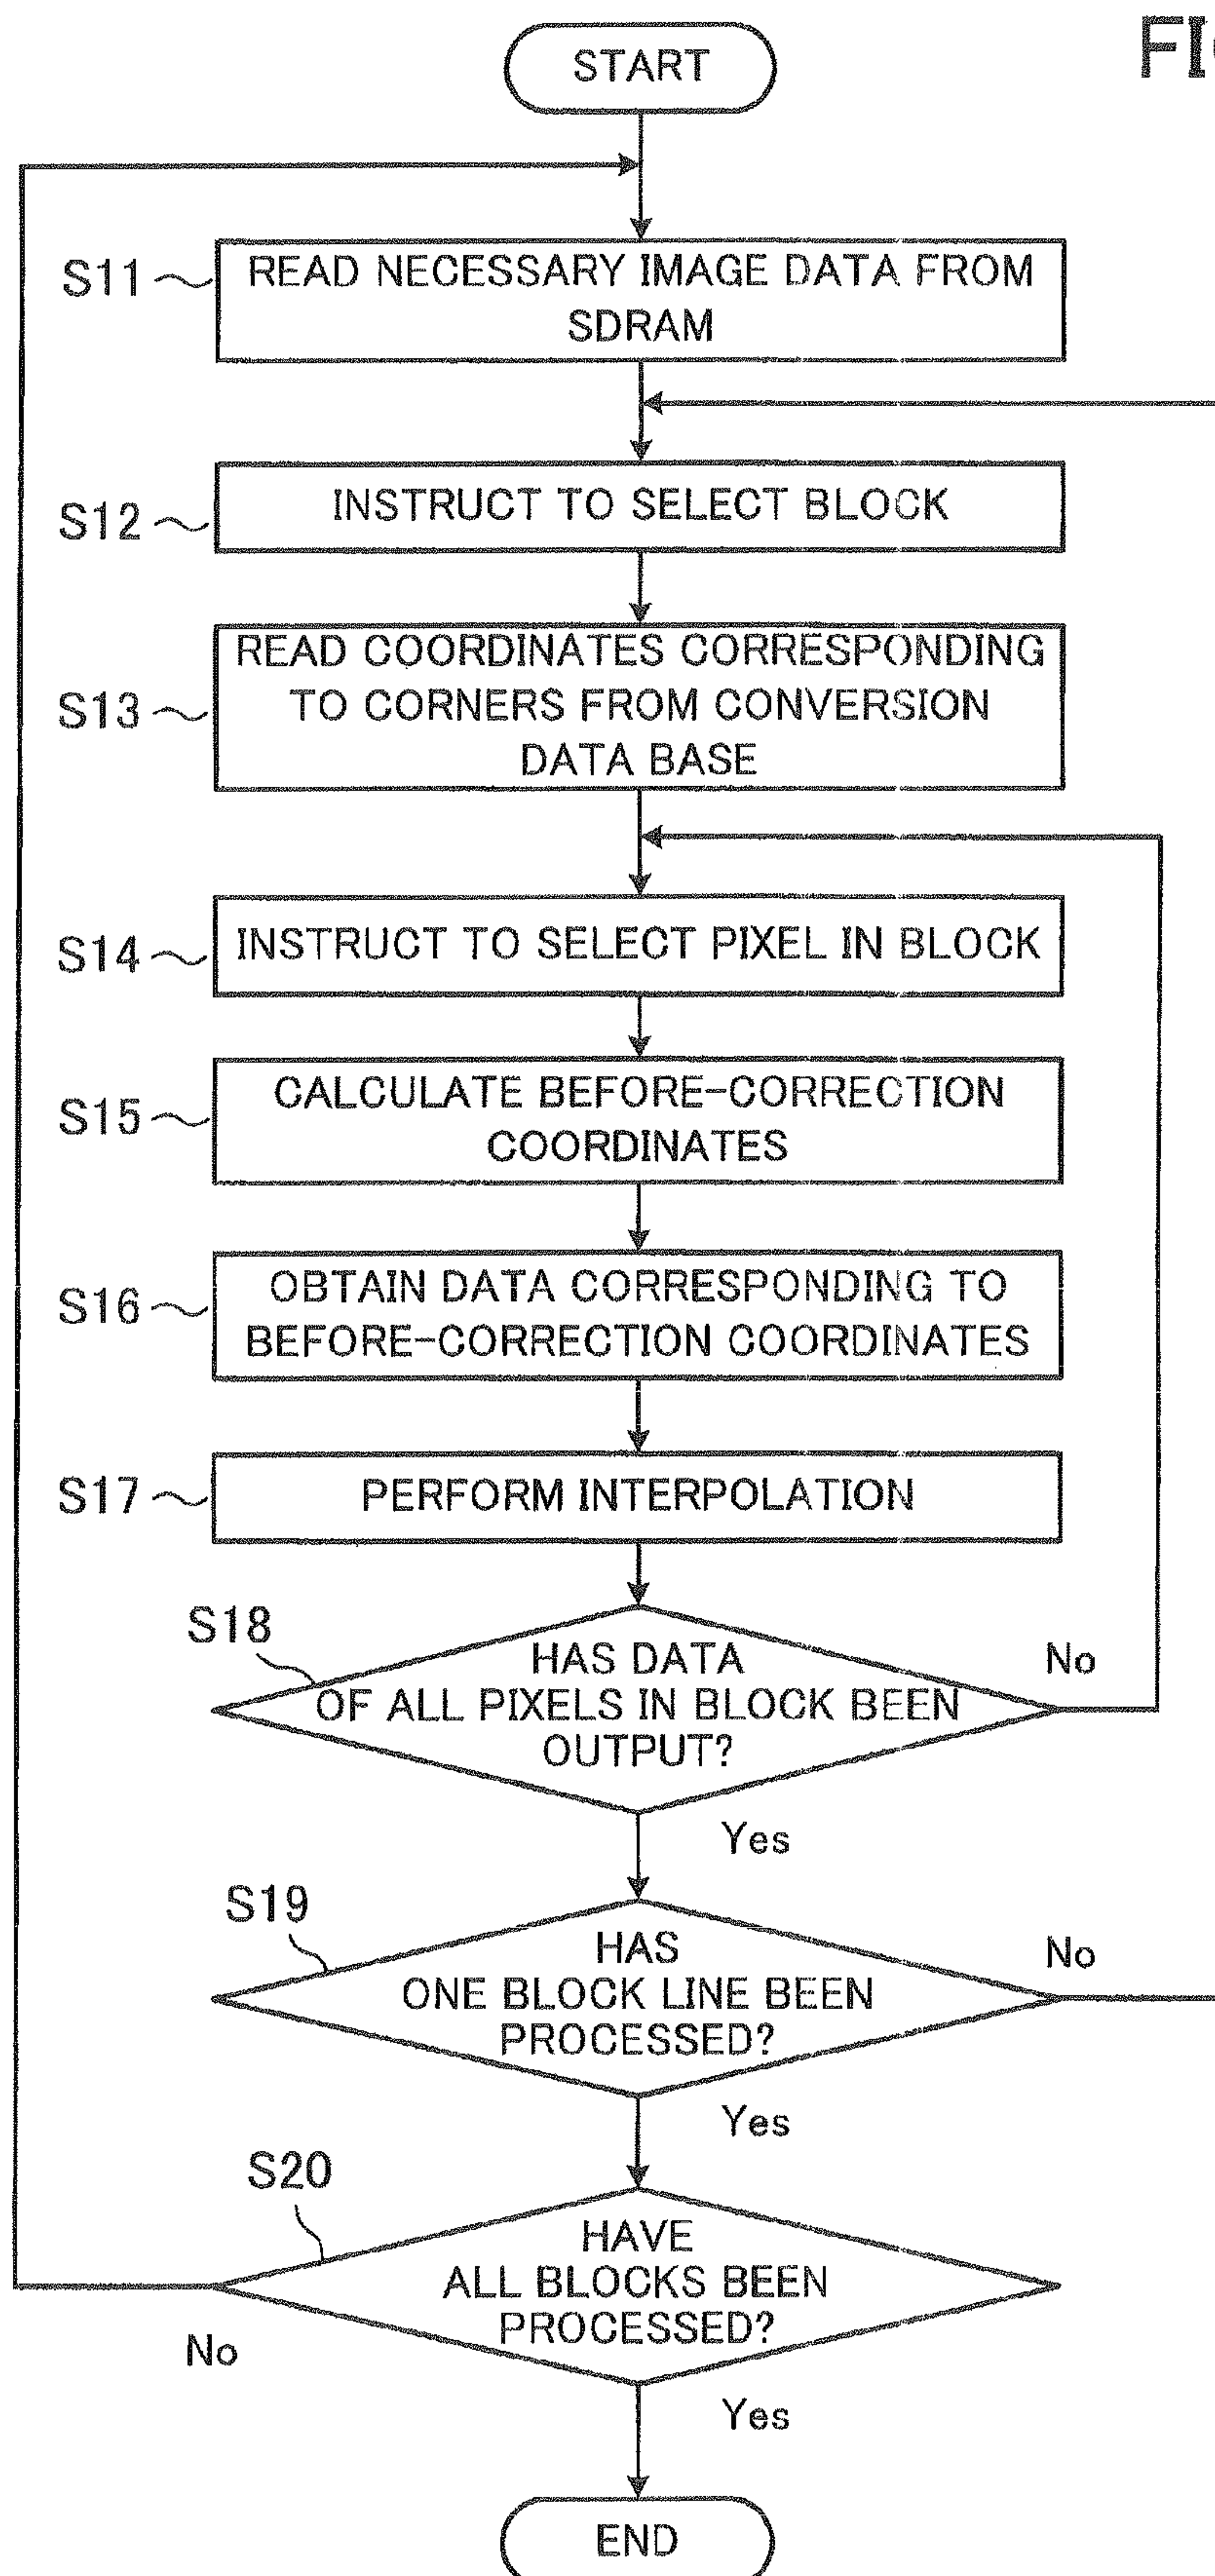 START
S11
READ NECESSARY IMAGE DATA FROM
SDRAM
S12
INSTRUCT TO SELECT BLOCK
S13
READ COORDINATES CORRESPONDING
TO CORNERS FROM CONVERSION
DATA BASE
S14
INSTRUCT TO SELECT PIXEL IN BLOCK
S15
CALCULATE BEFORE-CORRECTION
COORDINATES
S16
OBTAIN DATA CORRESPONDING TO
BEFORE-CORRECTION COORDINATES
S17
PERFORM INTERPOLATION
S18
HAS DATA
OF ALL PIXELS IN BLOCK BEEN
OUTPUT?
No
Yes
S19
HAS
ONE BLOCK LINE BEEN
PROCESSED?
No
Yes
S20
HAVE
ALL BLOCKS BEEN
PROCESSED?
No
Yes
END